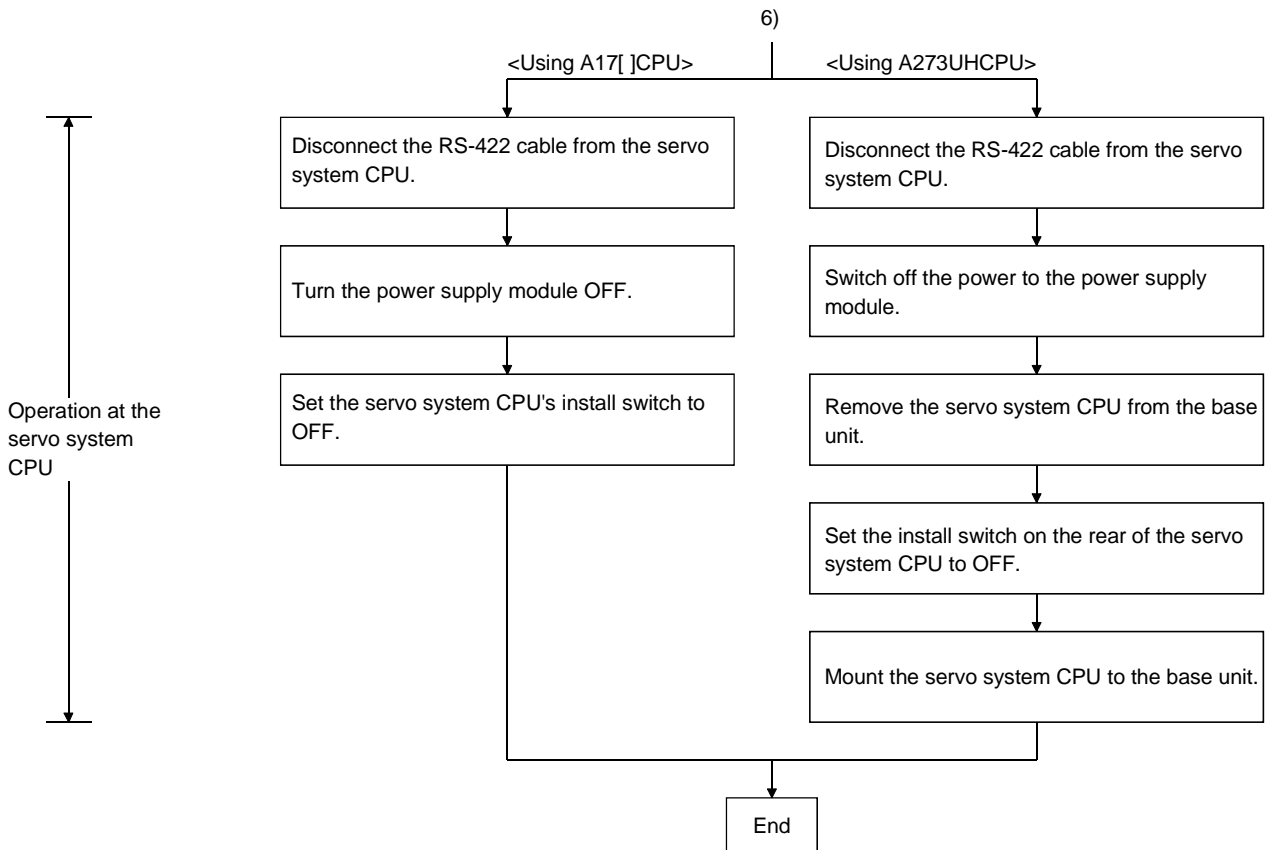 6)
<Using A17[ ]CPU>
<Using A273UHCPU>
Operation at the
servo system
CPU
Disconnect the RS-422 cable from the servo
system CPU.
Turn the power supply module OFF.
Set the servo system CPU's install switch to
OFF.
Disconnect the RS-422 cable from the servo
system CPU.
Switch off the power to the power supply
module.
Remove the servo system CPU from the base
unit.
Set the install switch on the rear of the servo
system CPU to OFF.
Mount the servo system CPU to the base unit.
End